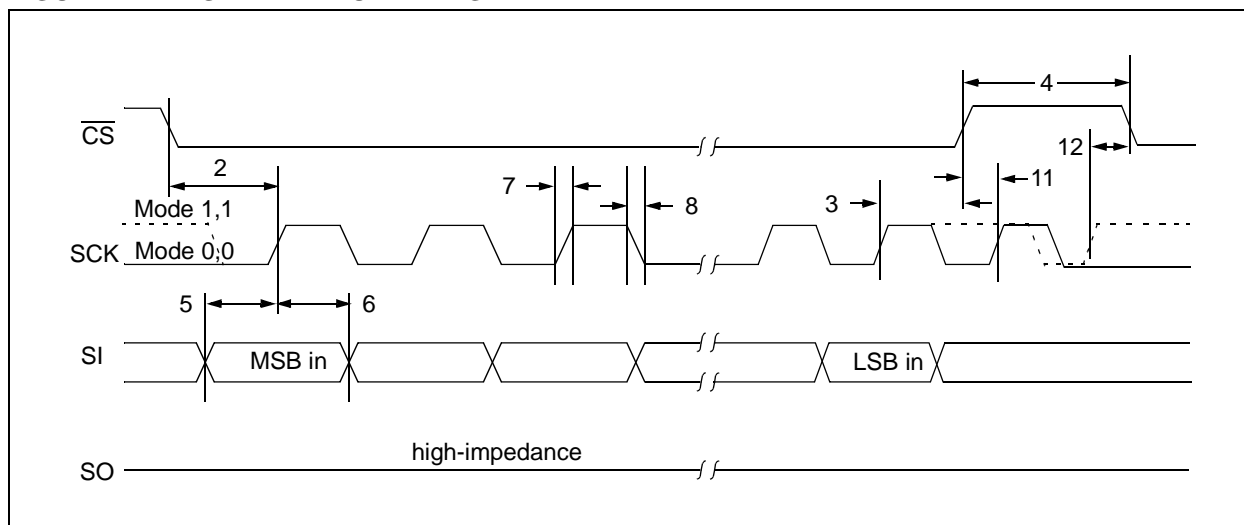 CS
2
4
12
11
7
8
3
Mode 1,1
SCK
Mode 0,0
5
6
SI
MSB in
LSB in
high-impedance
SO